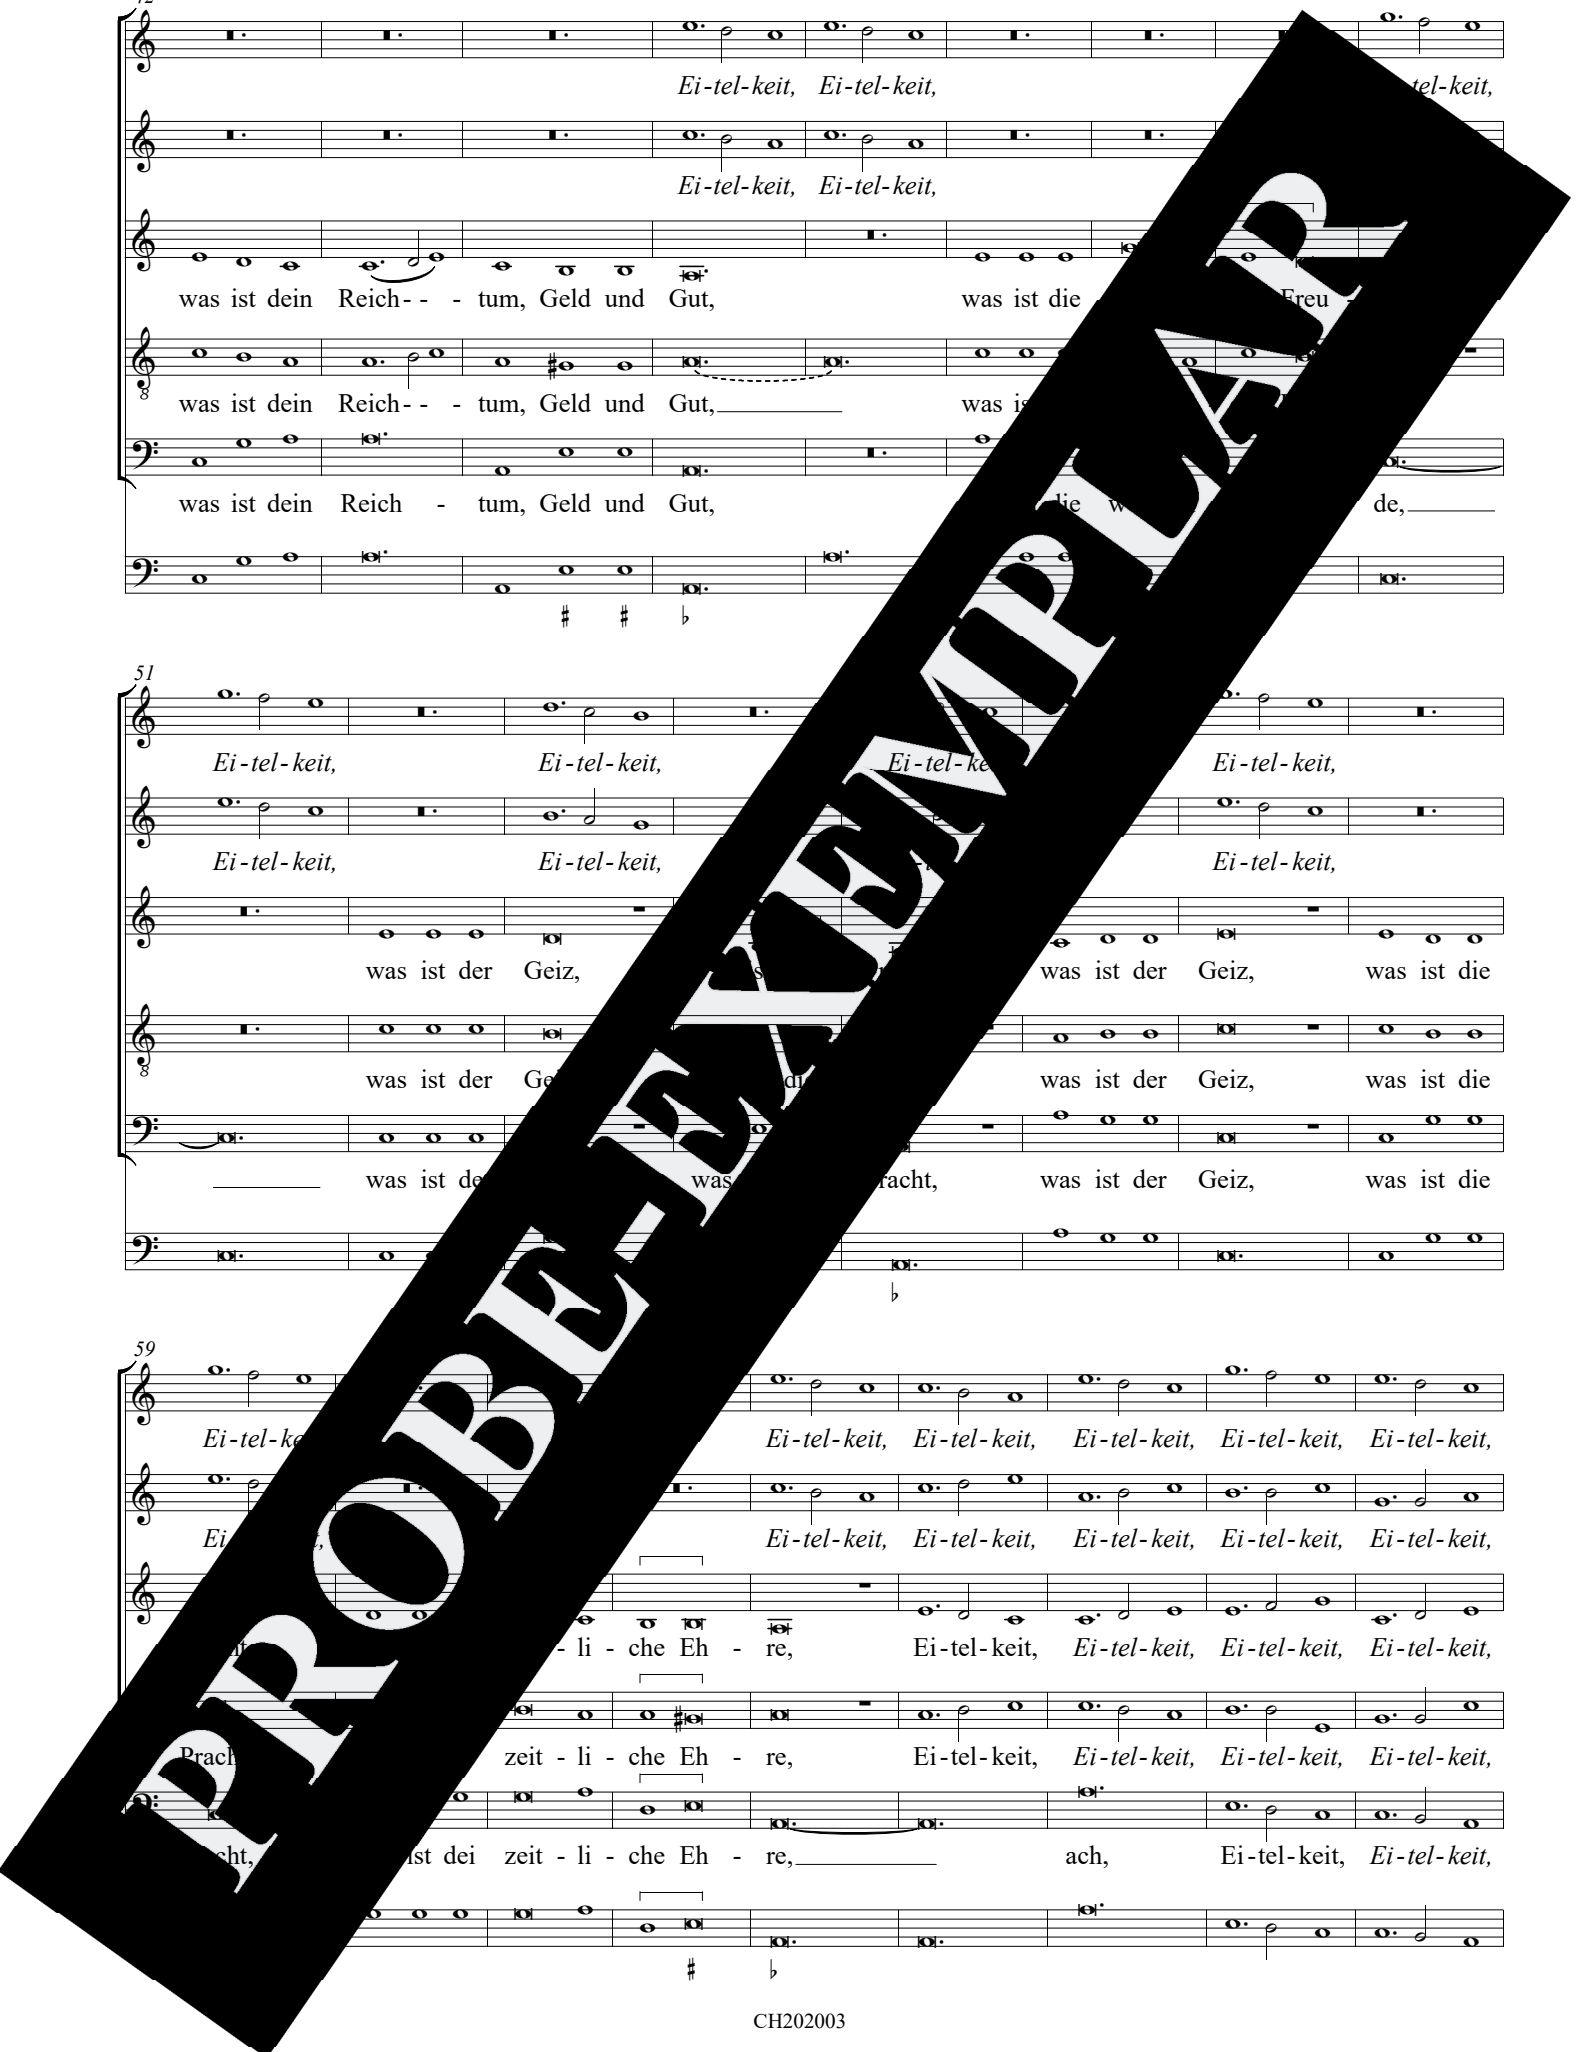 Ei-tel-keit, Ei-tel-keit, tel-keit,
Ei-tel-keit, Ei-tel-keit,
was ist dein Reich - - - tum, Geld und Gut, was ist die Freu
was ist dein Reich - - - tum, Geld und Gut, was
was ist dein Reich - tum, Geld und Gut, die de,
51
Ei-tel-keit, Ei-tel-keit, Ei-tel- Ei-tel-keit,
Ei-tel-keit, Ei-tel-keit, Ei-tel-keit,
was ist der Geiz, was ist der Geiz, was ist die
was ist der was ist der Geiz, was ist die
was ist was was ist der Geiz, was ist die
59
Ei-tel- Ei-tel-keit, Ei-tel-keit, Ei-tel-keit, Ei-tel-keit, Ei-tel-keit,
Ei Ei-tel-keit, Ei-tel-keit, Ei-tel-keit, Ei-tel-keit, Ei-tel-keit,
- li - che Eh - re, Ei-tel-keit, Ei-tel-keit, Ei-tel-keit, Ei-tel-keit,
Prach zeit - li - che Eh - re, Ei-tel-keit, Ei-tel-keit, Ei-tel-keit, Ei-tel-keit,
cht, ist dei zeit - li - che Eh - re, ach, Ei-tel-keit, Ei-tel-keit,
PROBE-EXEMPLAR
CH202003